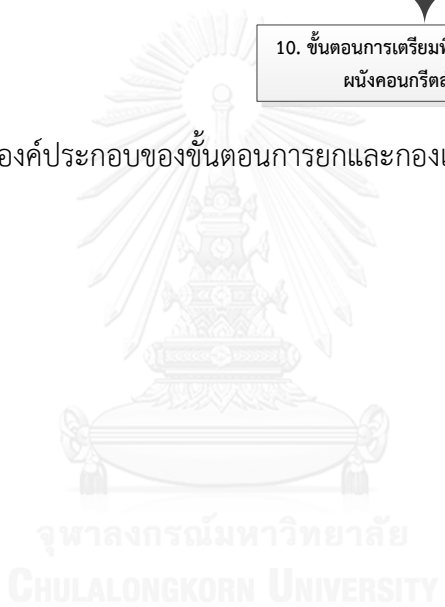 10. ขั้นตอนการเตรียม
ผนังคอนกรีต
องค์ประกอบของขั้นตอนการยกและกอง
จุฬาลงกรณ์มหาวิทยาลัย
CHULALONGKORN UNIVERSITY